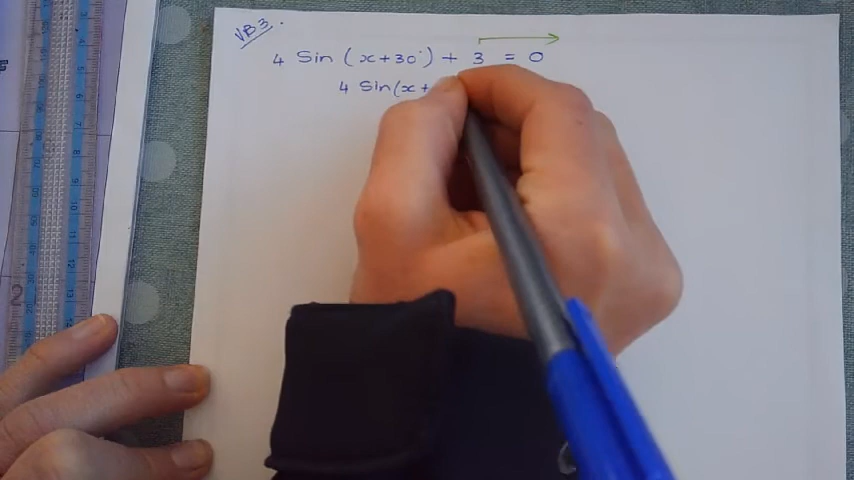 VB3.
4 Sin (x+30°) + 3 = 0
4 Sin(x +